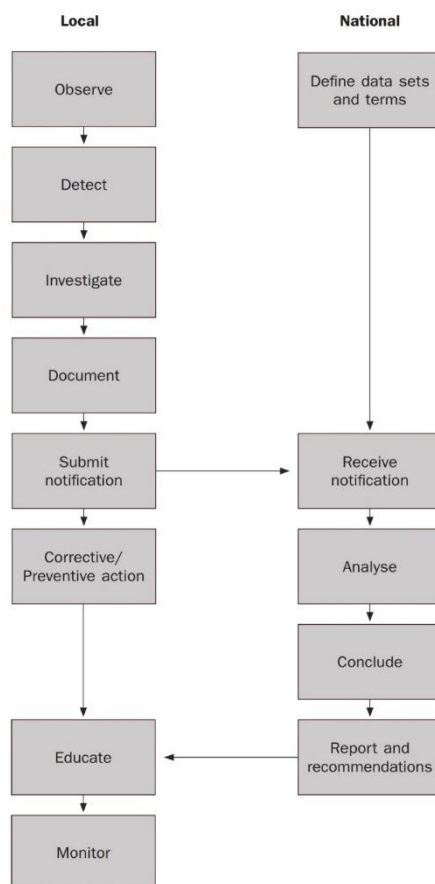 Local
National
Observe
Define data sets
and terms
Detect
Investigate
Document
Submit
notification
Receive
notification
Corrective/
Preventive action
Analyse
Conclude
Educate
Report and
recommendations
Monitor